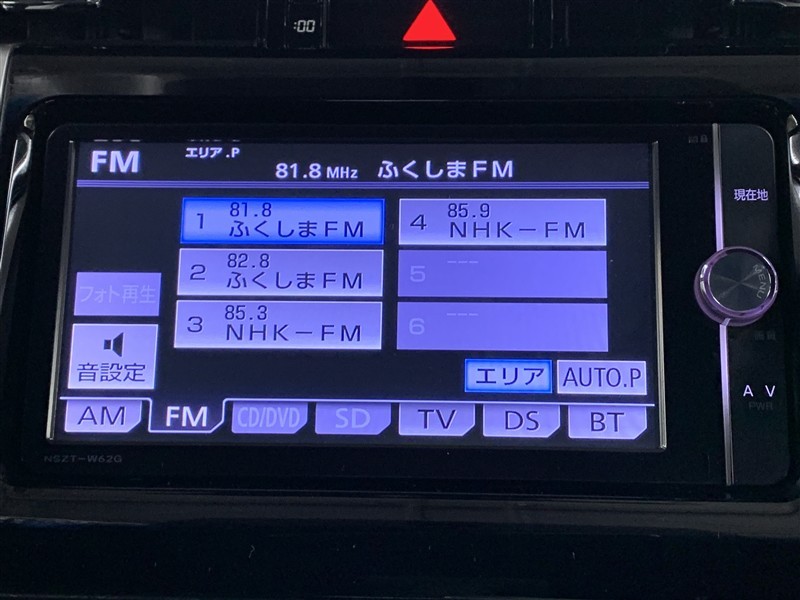 :00
FM
エリア.P
81.8 MHz ふくしまFM
1 81.8
ふくしまFM
2 82.8
ふくしまFM
3 85.3
NHK-FM
4 85.9
NHK-FM
5 ---
6 ---
フォト再生
音設定
エリア
AUTO.P
AM
FM
CD/DVD
SD
TV
DS
BT
現在地
MENU
A V
PWR
NSZT-W62G